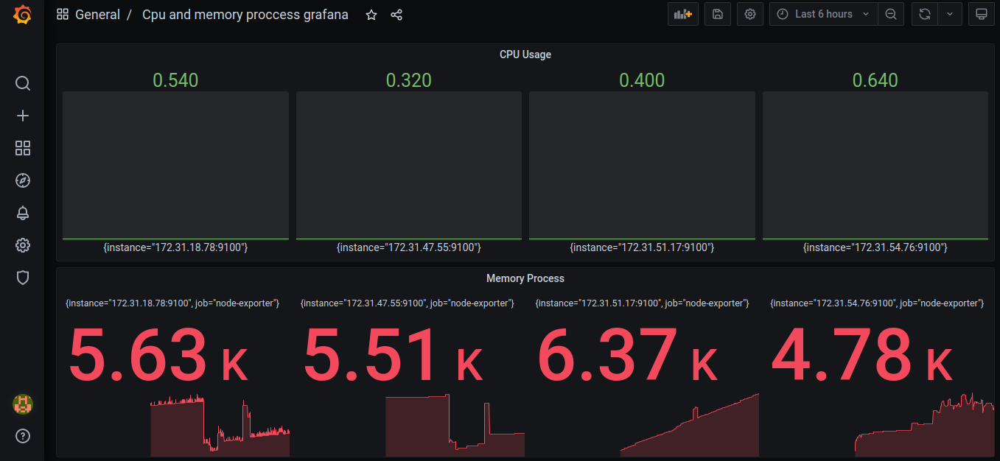 General / Cpu and memory proccess grafana
Last 6 hours
CPU Usage
0.540 0.320 0.400 0.640
{instance="172.31.18.78:9100"} {instance="172.31.47.55:9100"} {instance="172.31.51.17:9100"} {instance="172.31.54.76:9100"}
Memory Process
{instance="172.31.18.78:9100", job="node-exporter"} {instance="172.31.47.55:9100", job="node-exporter"} {instance="172.31.51.17:9100", job="node-exporter"} {instance="172.31.54.76:9100", job="node-exporter"}
5.63 K 5.51 K 6.37 K 4.78 K